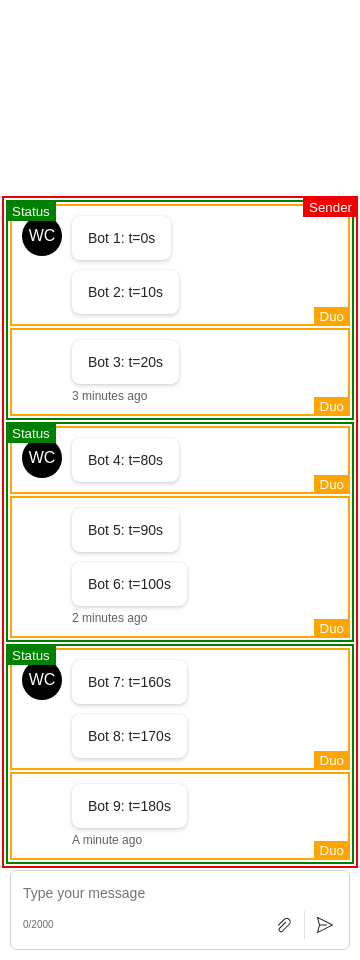 Sender
Status
WC
Bot 1: t=0s
Bot 2: t=10s
Duo
Bot 3: t=20s
3 minutes ago
Duo
Status
WC
Bot 4: t=80s
Duo
Bot 5: t=90s
Bot 6: t=100s
2 minutes ago
Duo
Status
WC
Bot 7: t=160s
Bot 8: t=170s
Duo
Bot 9: t=180s
A minute ago
Duo
Type your message
0/2000